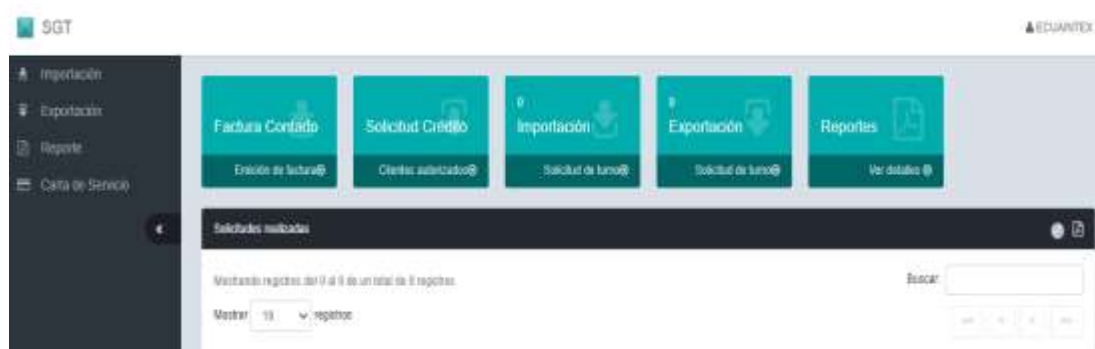 SGT
ECUAINTEX
Importación
Exportación
Reporte
Carta de Servicio
Factura Contado
Emisión de factura
Solicitud Crédito
Clientes autorizados
0
Importación
Solicitud de turno
Exportación
Solicitud de turno
Reportes
Ver detalles
Solicitudes realizadas
Mostrando registros del 0 al 0 de un total de 0 registros
Buscar:
Mostrar 10 registros